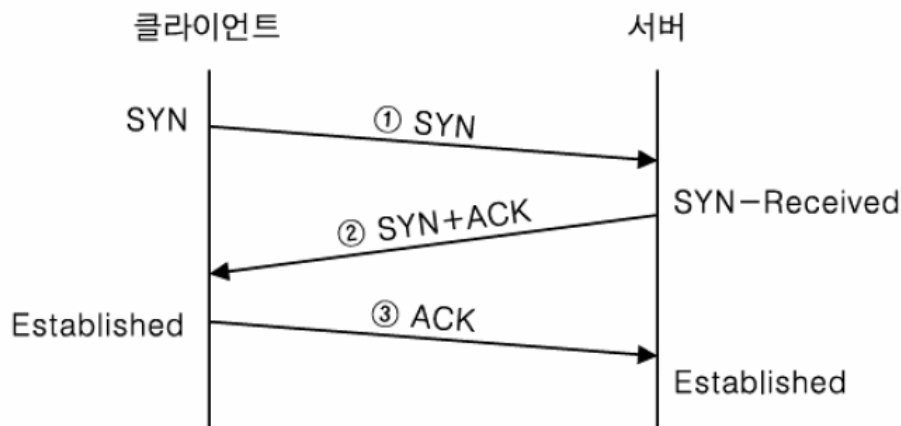 클라이언트
서버
SYN
① SYN
SYN-Received
② SYN+ACK
Established
③ ACK
Established